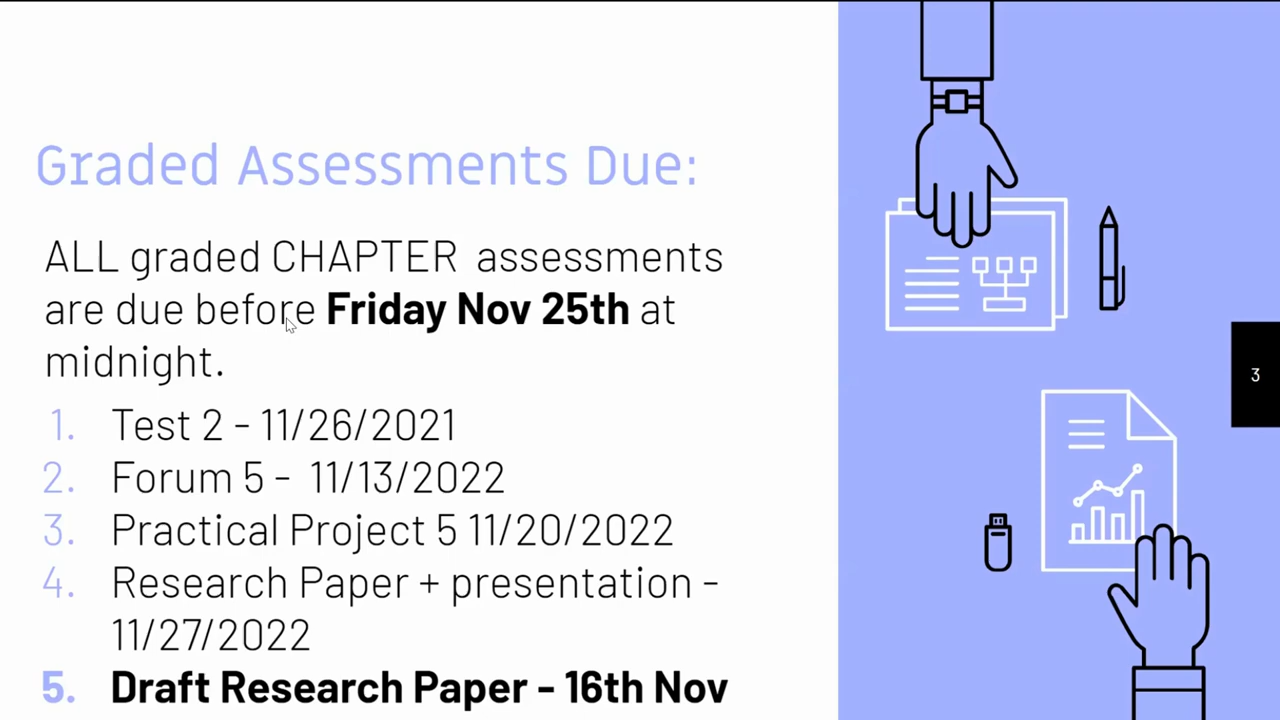 Graded Assessments Due:
ALL graded CHAPTER assessments
are due before Friday Nov 25th at
midnight.
1. Test 2 - 11/26/2021
2. Forum 5 - 11/13/2022
3. Practical Project 5 11/20/2022
4. Research Paper + presentation -
11/27/2022
5. Draft Research Paper - 16th Nov
3